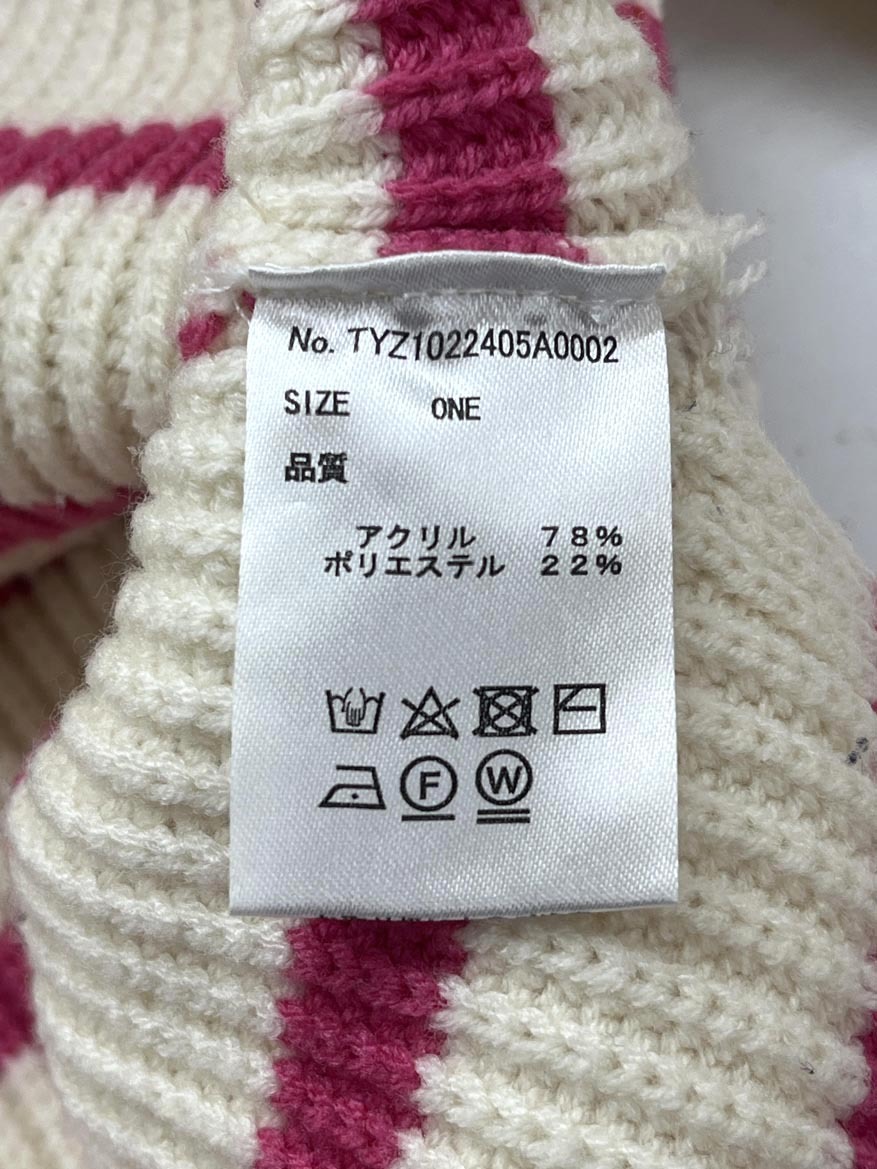 No. TYZ1022405A0002
SIZE ONE
品質
アクリル 78%
ポリエステル 22%
F W